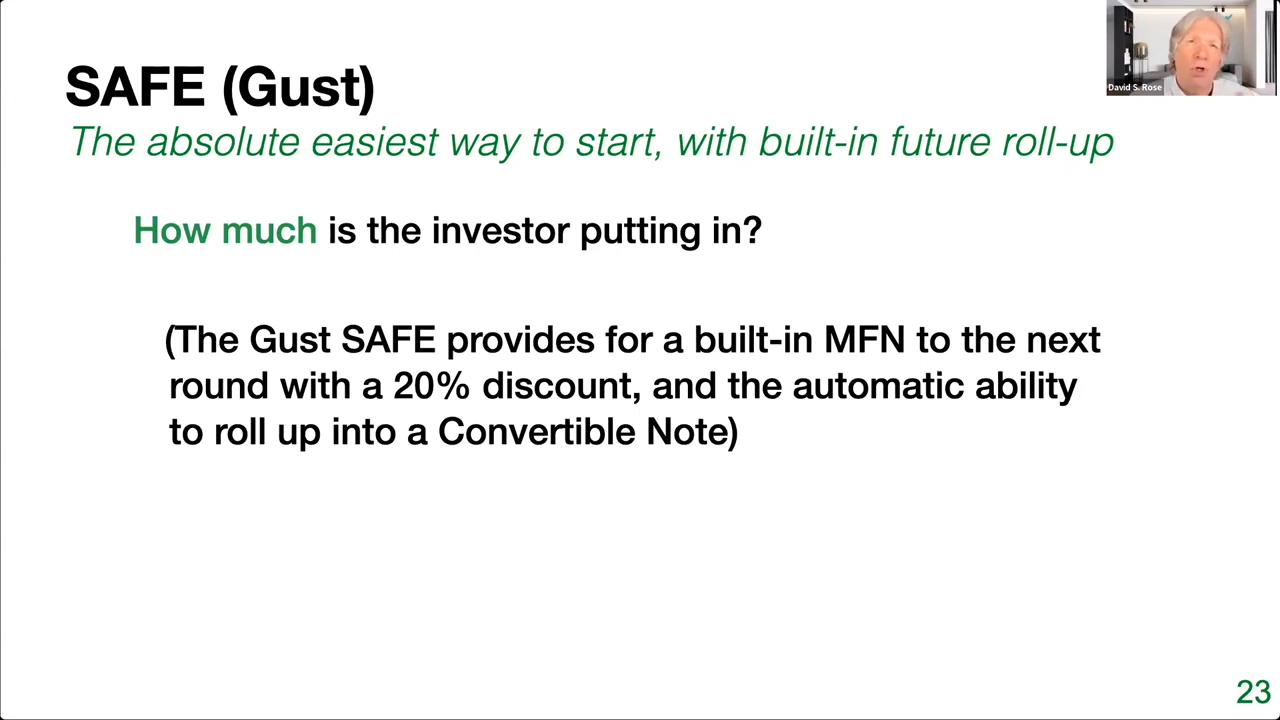 David S. Rose
SAFE (Gust)
The absolute easiest way to start, with built-in future roll-up
How much is the investor putting in?
(The Gust SAFE provides for a built-in MFN to the next
round with a 20% discount, and the automatic ability
to roll up into a Convertible Note)
23